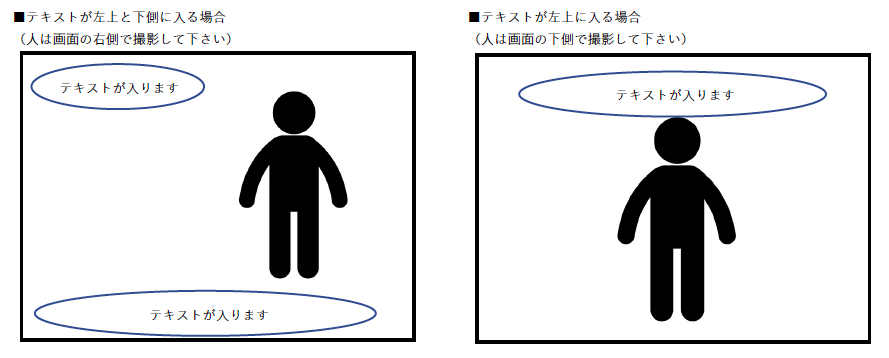 ■テキストが左上と下側に入る場合
（人は画面の右側で撮影して下さい）
テキストが入ります
テキストが入ります
■テキストが左上に入る場合
（人は画面の下側で撮影して下さい）
テキストが入ります